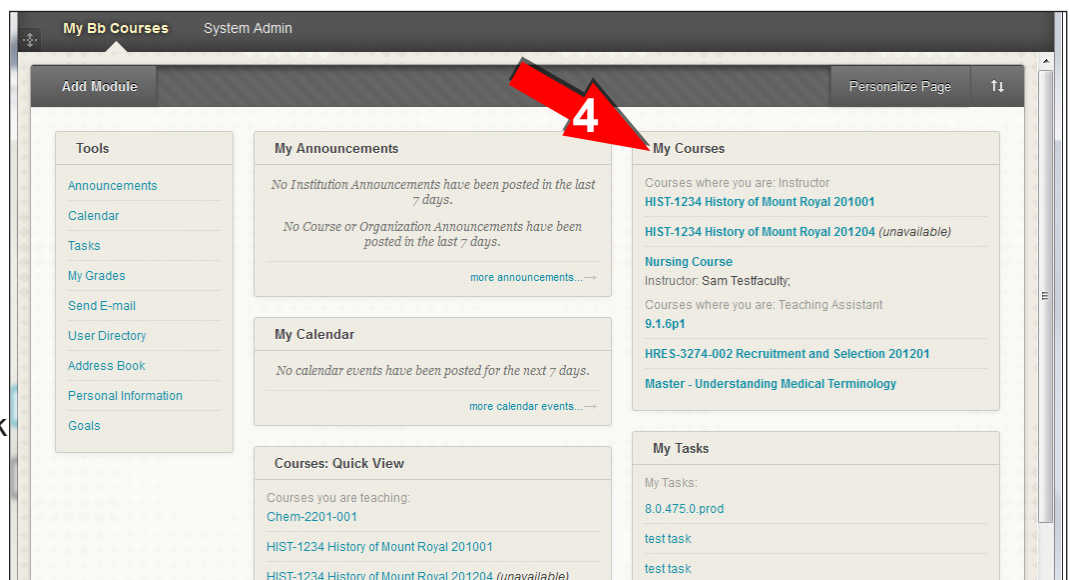 My Bb Courses System Admin
Add Module
Personalize Page
4
Tools
Announcements
Calendar
Tasks
My Grades
Send E-mail
User Directory
Address Book
Personal Information
Goals
My Announcements
No Institution Announcements have been posted in the last
7 days.
No Course or Organization Announcements have been
posted in the last 7 days.
more announcements...→
My Calendar
No calendar events have been posted for the next 7 days.
more calendar events...→
Courses: Quick View
Courses you are teaching:
Chem-2201-001
HIST-1234 History of Mount Royal 201001
HIST-1234 History of Mount Royal 201204 (unavailable)
My Courses
Courses where you are: Instructor
HIST-1234 History of Mount Royal 201001
HIST-1234 History of Mount Royal 201204 (unavailable)
Nursing Course
Instructor: Sam Testfaculty;
Courses where you are: Teaching Assistant
9.1.6p1
HRES-3274-002 Recruitment and Selection 201201
Master - Understanding Medical Terminology
My Tasks
My Tasks:
8.0.475.0.prod
test task
test task